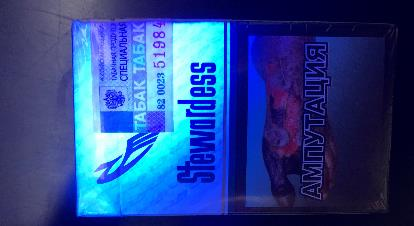 СПЕЦИАЛЬНАЯ
ТАБАК ТАБАК
82 0023 51984
Stewardess
АМПУТАЦИЯ